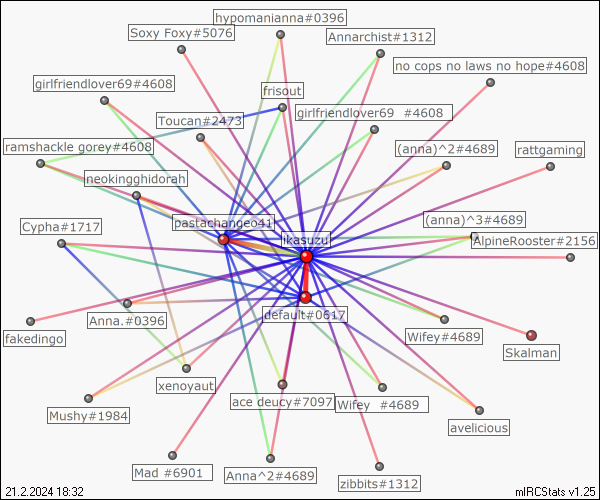 hypomanianna#0396
Soxy Foxy#5076
Annarchist#1312
no cops no laws no hope#4608
girlfriendlover69#4608
frisout
girlfriendlover69 #4608
Toucan#2473
ramshackle gorey#4608
(anna)^2#4689
rattgaming
neokingghidorah
pastachangeo41
(anna)^3#4689
Cypha#1717
ikasuzu
AlpineRooster#2156
default#0617
Anna.#0396
fakedingo
Wifey#4689
Skalman
xenoyaut
ace deucy#7097
Wifey #4689
Mushy#1984
avelicious
Mad #6901
Anna^2#4689
zibbits#1312
21.2.2024 18:32
mIRCStats v1.25